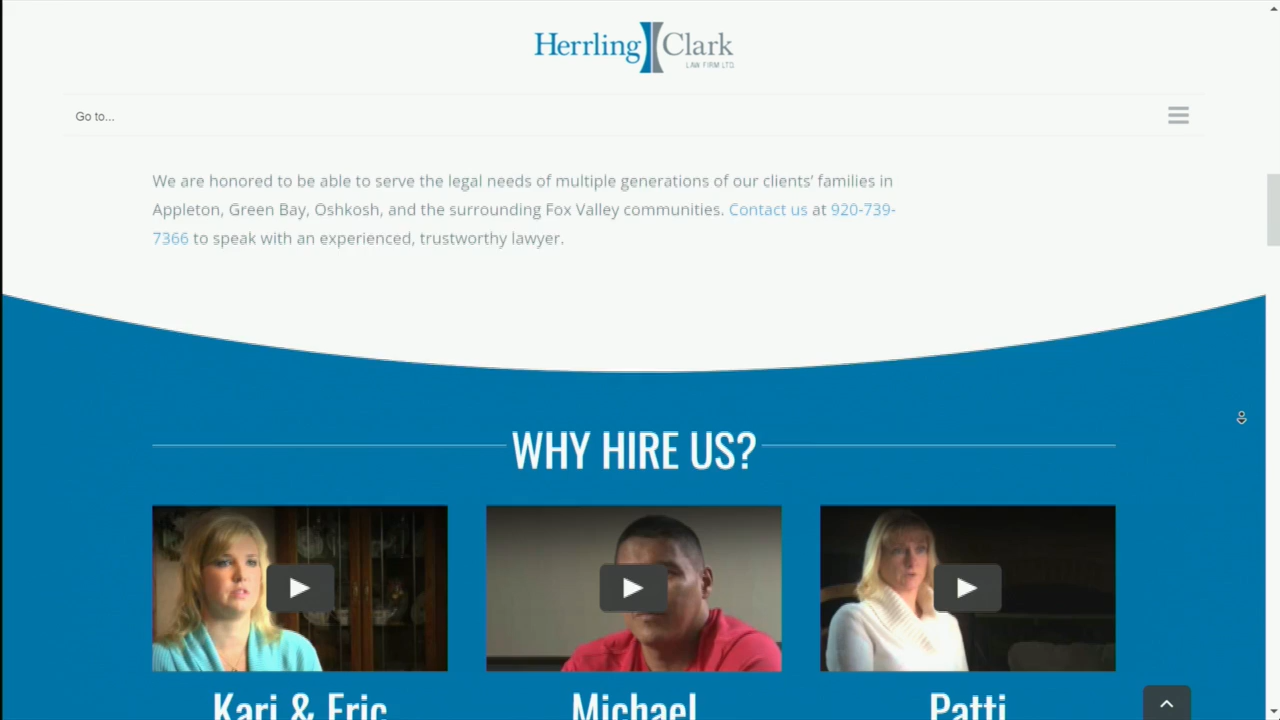 Herrling Clark
LAW FIRM LTD.
Go to...
We are honored to be able to serve the legal needs of multiple generations of our clients' families in
Appleton, Green Bay, Oshkosh, and the surrounding Fox Valley communities. Contact us at 920-739-
7366 to speak with an experienced, trustworthy lawyer.
WHY HIRE US?
Kari & Eric
Michael
Patti